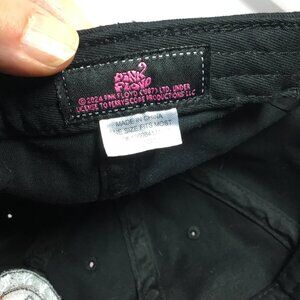 PINK
FLOYD
© 2024 PINK FLOYD (1987) LTD. UNDER
LICENSE TO PERRYSCOPE PRODUCTIONS LLC
MADE IN CHINA
ONE SIZE FITS MOST